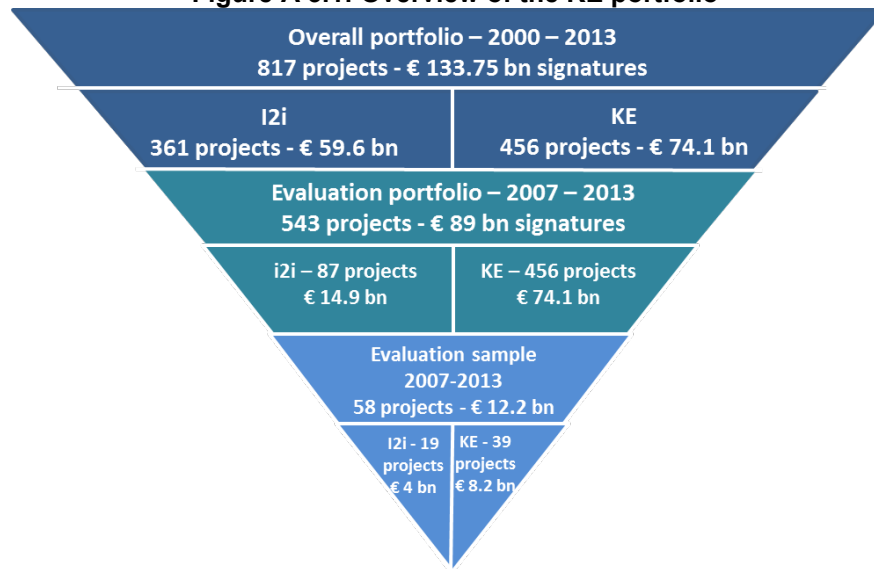 Overall portfolio – 2000 – 2013
817 projects - € 133.75 bn signatures
I2i
361 projects - € 59.6 bn
KE
456 projects - € 74.1 bn
Evaluation portfolio – 2007 – 2013
543 projects - € 89 bn signatures
i2i – 87 projects
€ 14.9 bn
KE – 456 projects
€ 74.1 bn
Evaluation sample
2007-2013
58 projects - € 12.2 bn
I2i - 19
projects
€ 4 bn
KE - 39
projects
€ 8.2 bn